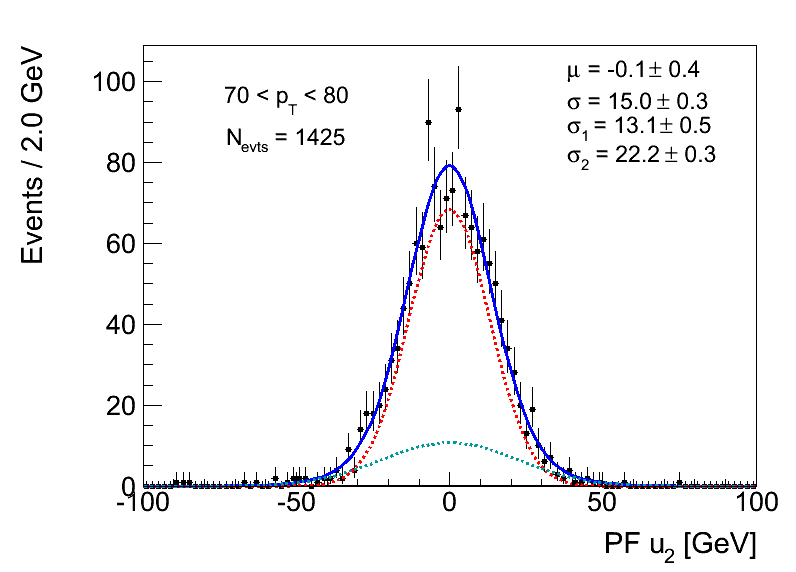 Events / 2.0 GeV
100
80
60
40
20
0
70 < p_T < 80
N_evts = 1425
μ = -0.1 ± 0.4
σ = 15.0 ± 0.3
σ_1 = 13.1 ± 0.5
σ_2 = 22.2 ± 0.3
-100 -50 0 50 100
PF u_2 [GeV]